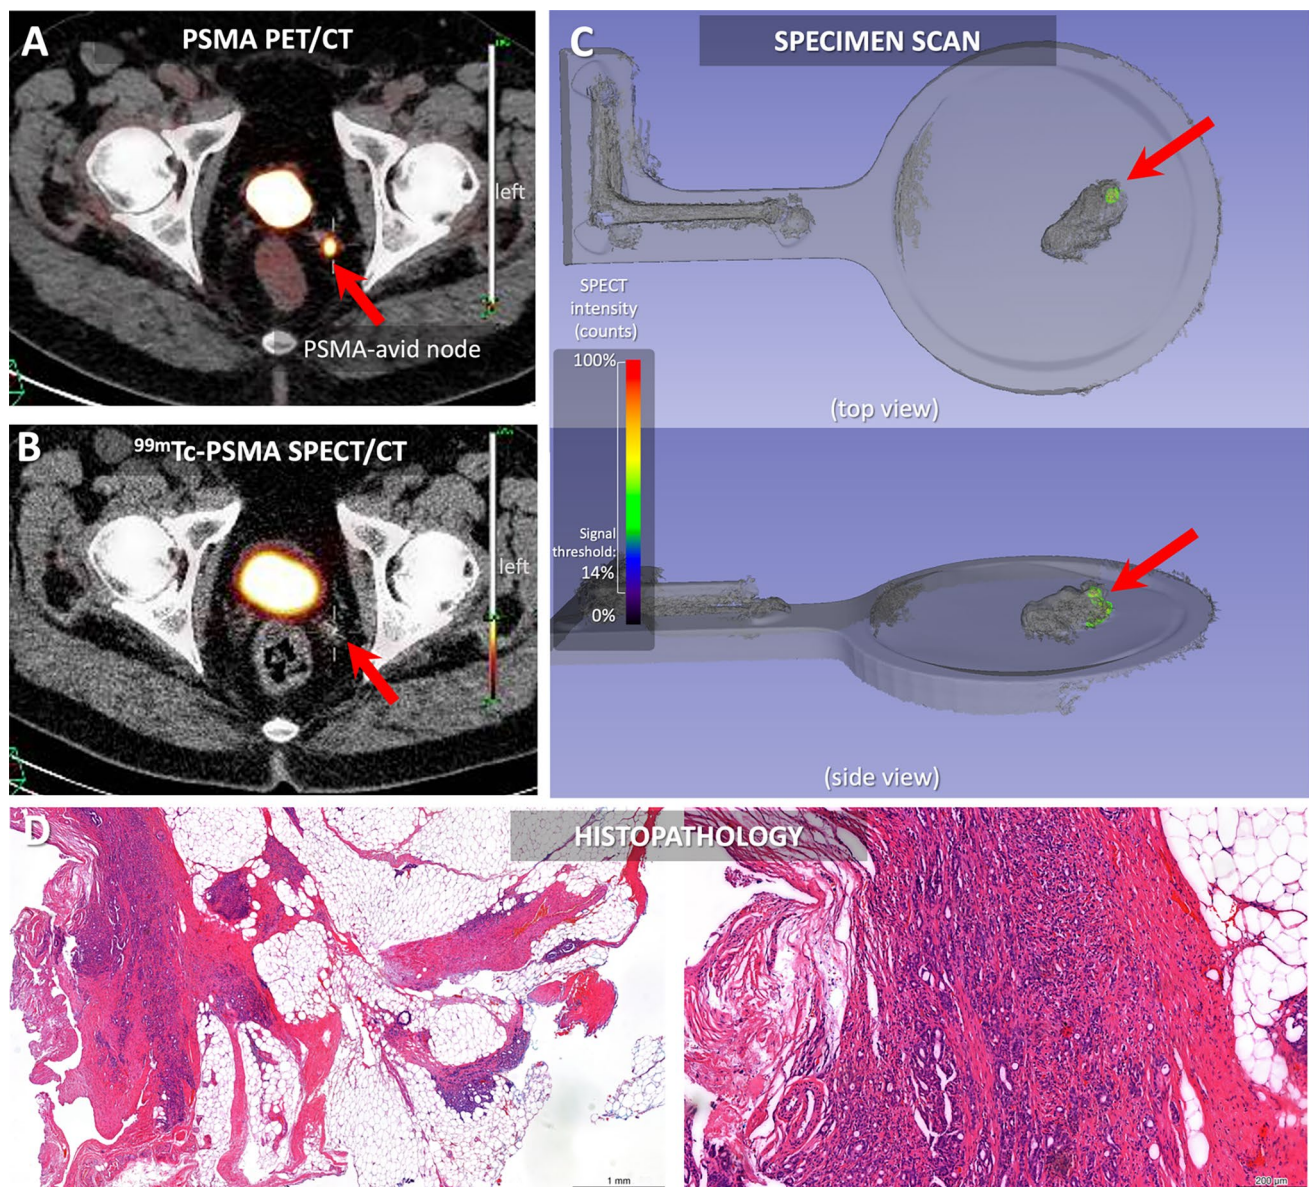 A
PSMA PET/CT
left
PSMA-avid node
B
99mTc-PSMA SPECT/CT
left
C
SPECIMEN SCAN
SPECT
intensity
(counts)
100%
Signal
threshold:
14%
0%
(top view)
(side view)
D
HISTOPATHOLOGY
1 mm
200 µm